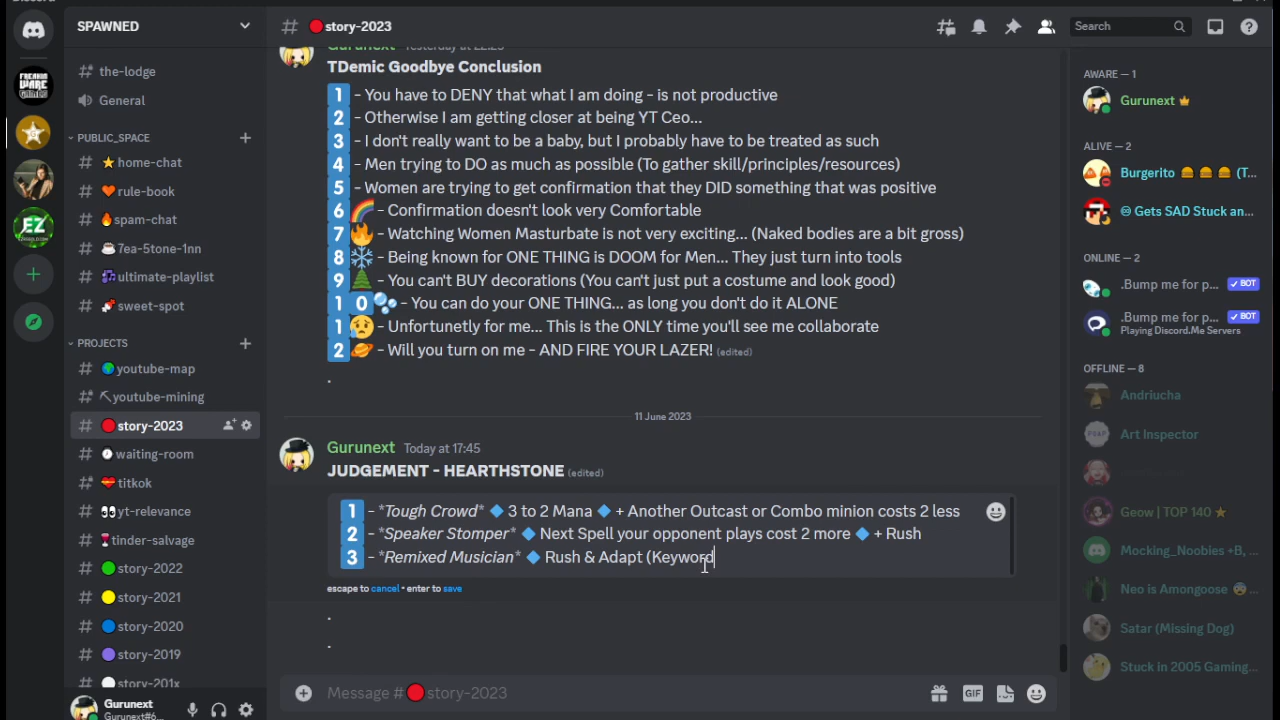 Discord
SPAWNED
story-2023
Search
the-lodge
General
PUBLIC_SPACE
home-chat
rule-book
spam-chat
7ea-5tone-1nn
ultimate-playlist
sweet-spot
PROJECTS
youtube-map
youtube-mining
story-2023
waiting-room
titkok
yt-relevance
tinder-salvage
story-2022
story-2021
story-2020
story-2019
story-201x
Gurunext
Gurunext#6...
FREAKIN WARE GAMES
EZ
Gurunext Yesterday at 22:25
TDemic Goodbye Conclusion
1 - You have to DENY that what I am doing - is not productive
2 - Otherwise I am getting closer at being YT Ceo...
3 - I don't really want to be a baby, but I probably have to be treated as such
4 - Men trying to DO as much as possible (To gather skill/principles/resources)
5 - Women are trying to get confirmation that they DID something that was positive
6 - Confirmation doesn't look very Comfortable
7 - Watching Women Masturbate is not very exciting... (Naked bodies are a bit gross)
8 - Being known for ONE THING is DOOM for Men... They just turn into tools
9 - You can't BUY decorations (You can't just put a costume and look good)
1 0 - You can do your ONE THING... as long you don't do it ALONE
1 - Unfortunetly for me... This is the ONLY time you'll see me collaborate
2 - Will you turn on me - AND FIRE YOUR LAZER! (edited)
.
11 June 2023
Gurunext Today at 17:45
JUDGEMENT - HEARTHSTONE (edited)
1 - *Tough Crowd* 3 to 2 Mana + Another Outcast or Combo minion costs 2 less
2 - *Speaker Stomper* Next Spell your opponent plays cost 2 more + Rush
3 - *Remixed Musician* Rush & Adapt (Keyword
escape to cancel • enter to save
.
.
Message # story-2023
GIF
AWARE — 1
Gurunext
ALIVE — 2
Burgerito (T...
Gets SAD Stuck an...
ONLINE — 2
.Bump me for p... BOT
.Bump me for p... BOT
Playing Discord.Me Servers
OFFLINE — 8
Andriucha
Art Inspector
Geow | TOP 140
Mocking_Noobies +B, ...
Neo is Amongoose ...
Satar (Missing Dog)
Stuck in 2005 Gaming...